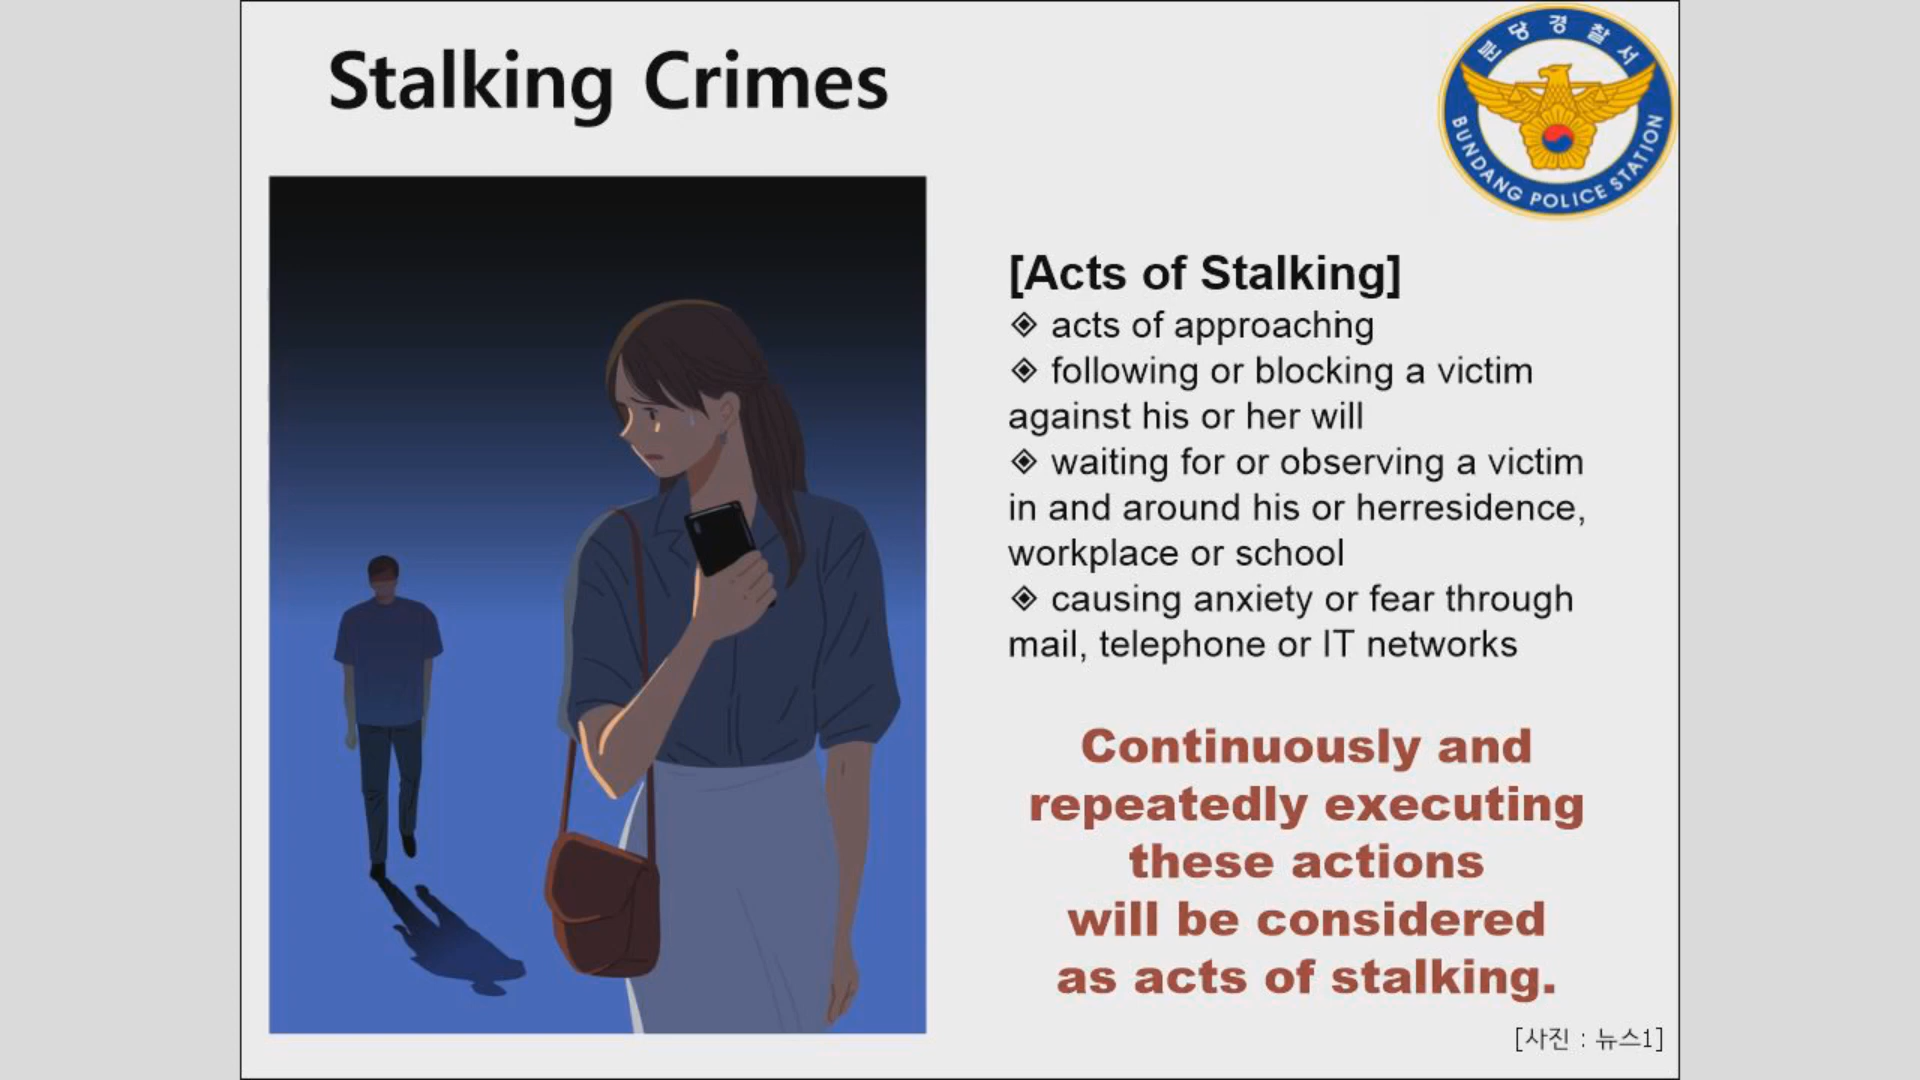 Stalking Crimes
분당경찰서
BUNDANG POLICE STATION
[Acts of Stalking]
◈ acts of approaching
◈ following or blocking a victim
against his or her will
◈ waiting for or observing a victim
in and around his or herresidence,
workplace or school
◈ causing anxiety or fear through
mail, telephone or IT networks
Continuously and
repeatedly executing
these actions
will be considered
as acts of stalking.
[사진 : 뉴스1]